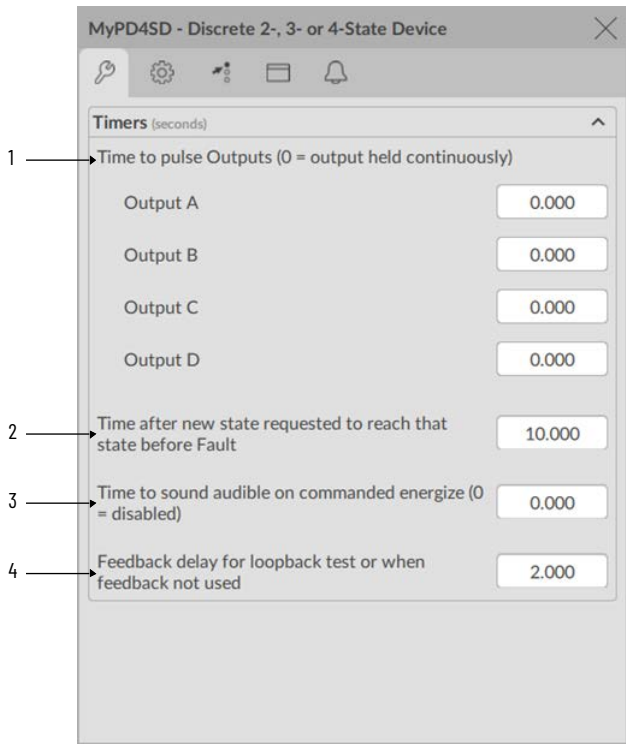 MyPD4SD - Discrete 2-, 3- or 4-State Device
Timers (seconds)
1
Time to pulse Outputs (0 = output held continuously)
Output A 0.000
Output B 0.000
Output C 0.000
Output D 0.000
2
Time after new state requested to reach that
state before Fault
10.000
3
Time to sound audible on commanded energize (0
= disabled)
0.000
4
Feedback delay for loopback test or when
feedback not used
2.000